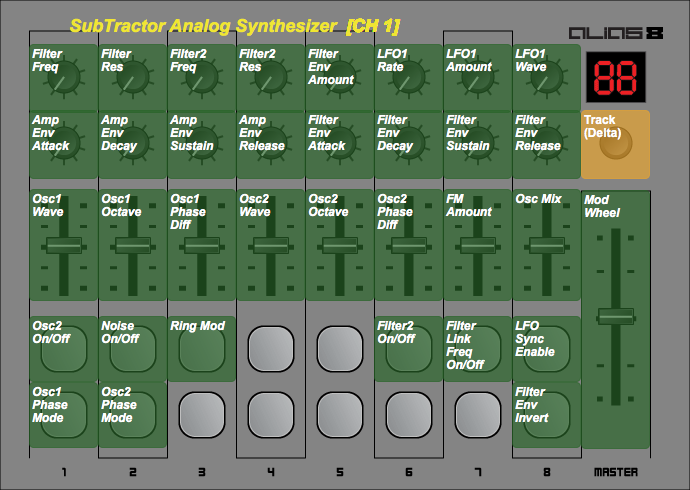 SubTractor Analog Synthesizer [CH 1]
ALIAS 8
Filter Freq
Filter Res
Filter2 Freq
Filter2 Res
Filter Env Amount
LFO1 Rate
LFO1 Amount
LFO1 Wave
88
Amp Env Attack
Amp Env Decay
Amp Env Sustain
Amp Env Release
Filter Env Attack
Filter Env Decay
Filter Env Sustain
Filter Env Release
Track (Delta)
Osc1 Wave
Osc1 Octave
Osc1 Phase Diff
Osc2 Wave
Osc2 Octave
Osc2 Phase Diff
FM Amount
Osc Mix
Mod Wheel
Osc2 On/Off
Noise On/Off
Ring Mod
Filter2 On/Off
Filter Link Freq On/Off
LFO Sync Enable
Osc1 Phase Mode
Osc2 Phase Mode
Filter Env Invert
1 2 3 4 5 6 7 8 MASTER